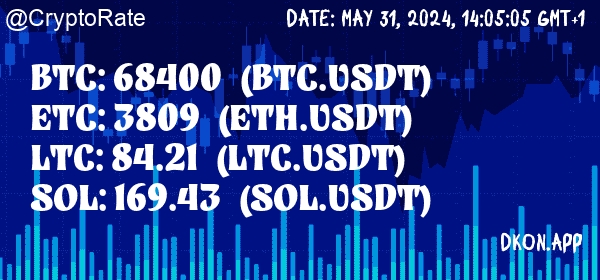 @CryptoRate
DATE: MAY 31, 2024, 14:05:05 GMT+1
BTC: 68400 (BTC.USDT)
ETC: 3809 (ETH.USDT)
LTC: 84.21 (LTC.USDT)
SOL: 169.43 (SOL.USDT)
DKON.APP